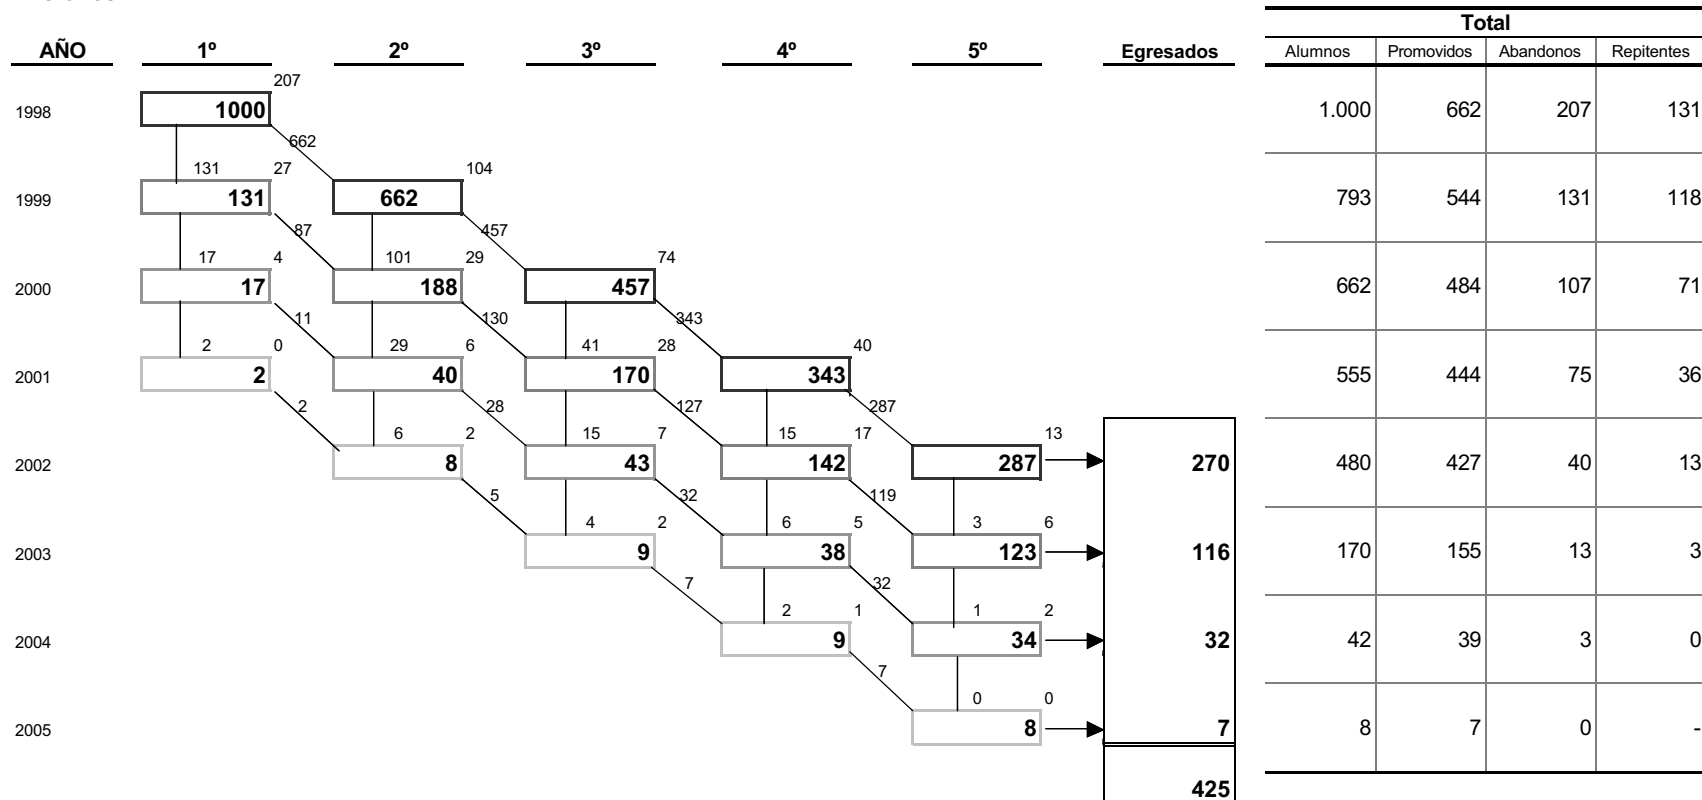 Total
AÑO 1º 2º 3º 4º 5º Egresados Alumnos Promovidos Abandonos Repitentes
207
1998 1000 1.000 662 207 131
662
131 27 104
1999 131 662 793 544 131 118
87 457
17 4 101 29 74
2000 17 188 457 662 484 107 71
11 130 343
2 0 29 6 41 28 40
2001 2 40 170 343 555 444 75 36
2 28 127 287
6 2 15 7 15 17 13
2002 8 43 142 287 270 480 427 40 13
5 32 119
4 2 6 5 3 6
2003 9 38 123 116 170 155 13 3
7 32
2 1 1 2
2004 9 34 32 42 39 3 0
7
0 0
2005 8 7 8 7 0 -
425